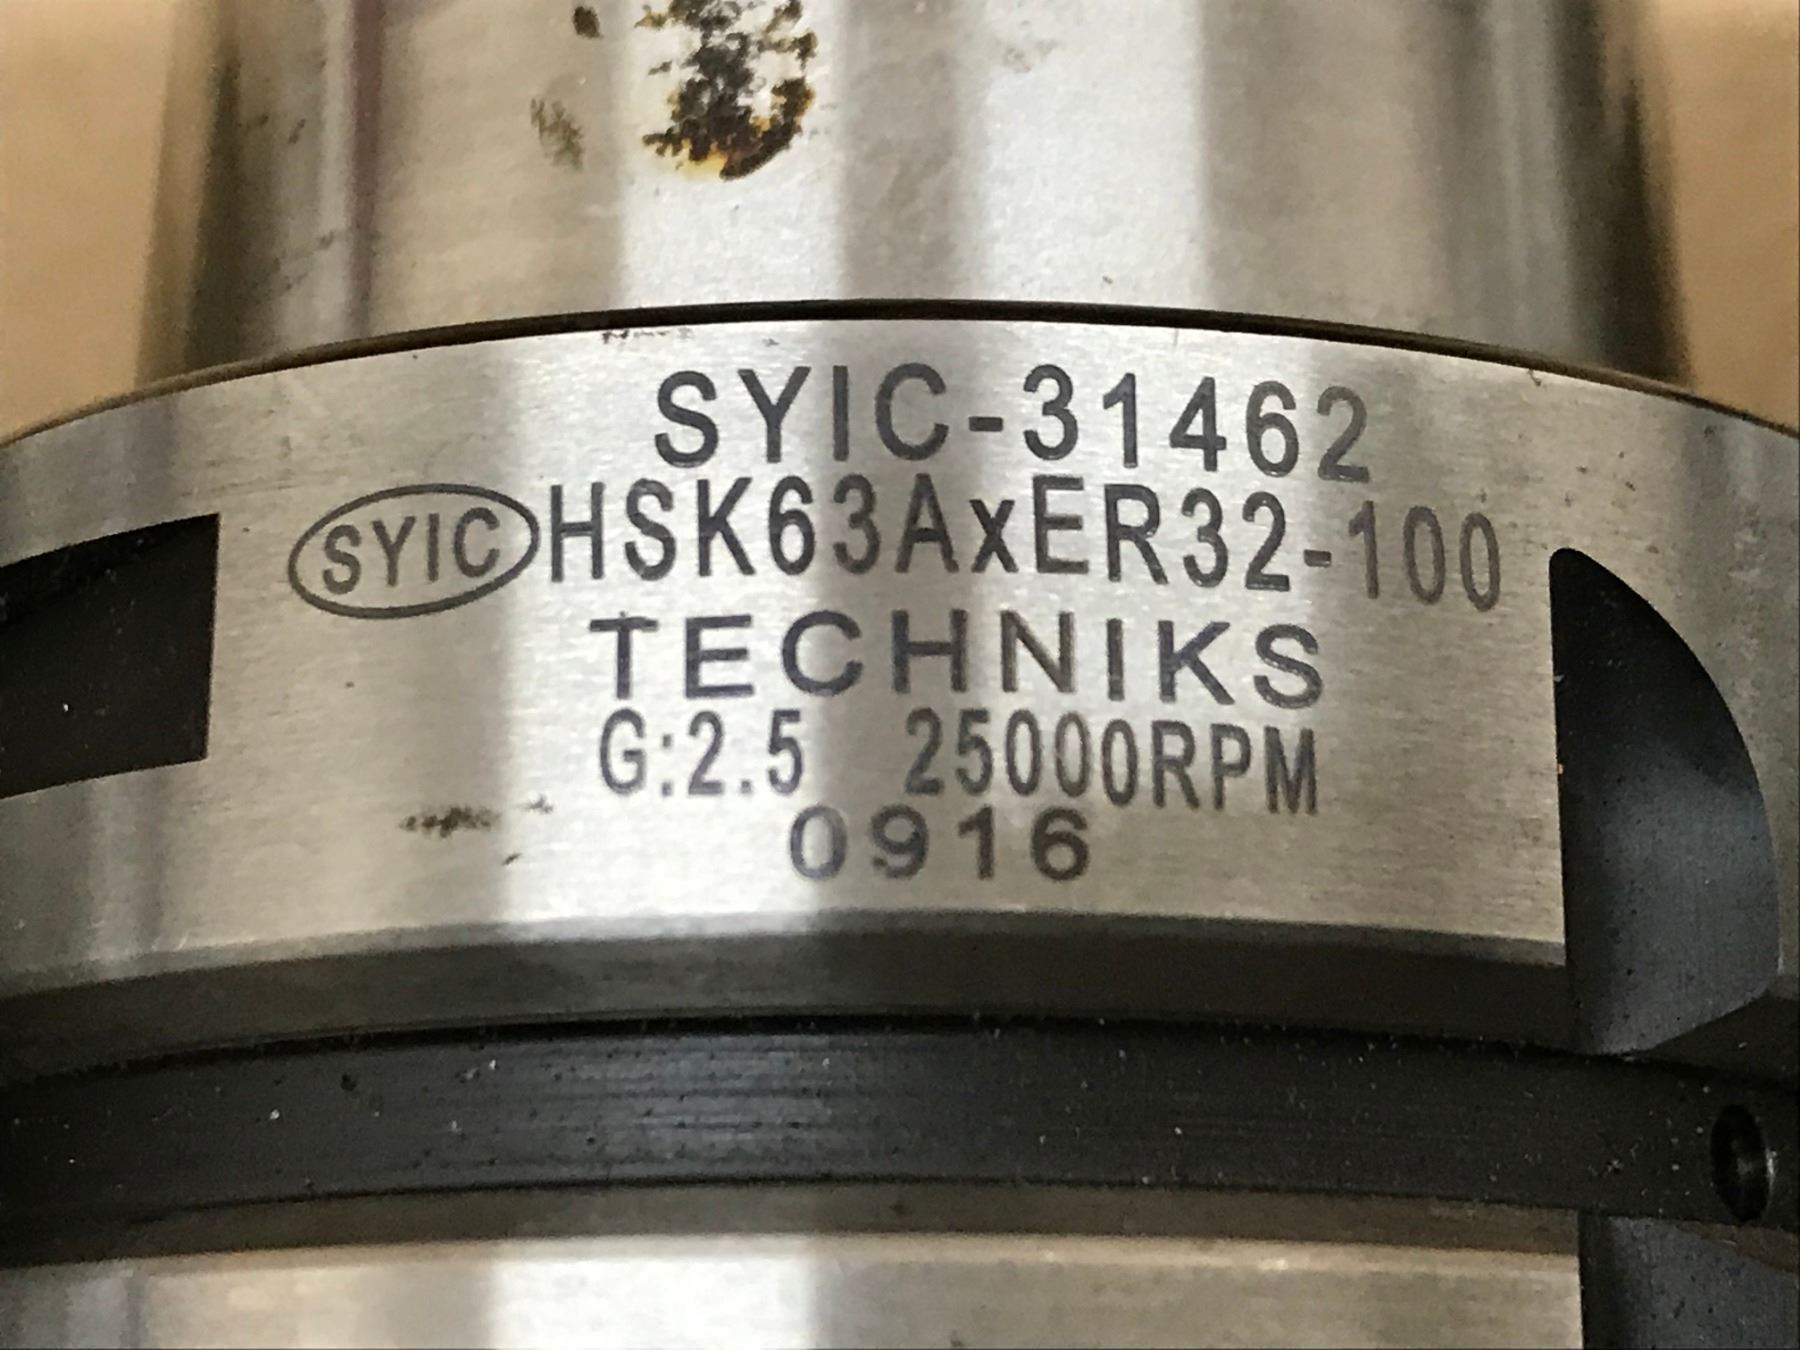 SYIC-31462
SYIC HSK63AxER32-100
TECHNIKS
G:2.5 25000RPM
0916